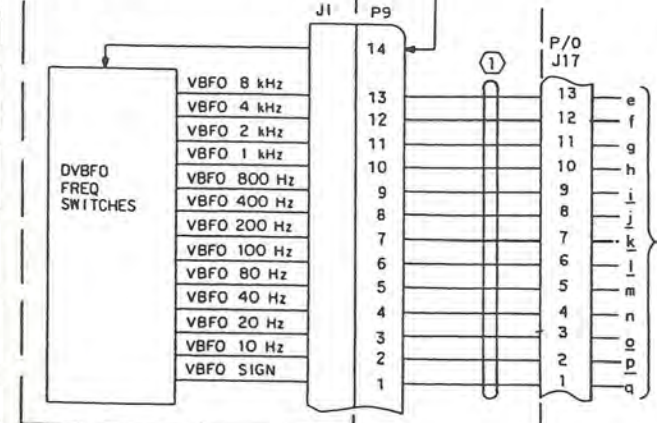 J1 P9
14
P/O
J17
1
DVBFO
FREQ
SWITCHES
VBFO 8 kHz
VBFO 4 kHz
VBFO 2 kHz
VBFO 1 kHz
VBFO 800 Hz
VBFO 400 Hz
VBFO 200 Hz
VBFO 100 Hz
VBFO 80 Hz
VBFO 40 Hz
VBFO 20 Hz
VBFO 10 Hz
VBFO SIGN
13 13 e
12 12 f
11 11 g
10 10 h
9 9 i
8 8 j
7 7 k
6 6 l
5 5 m
4 4 n
3 3 o
2 2 p
1 1 q